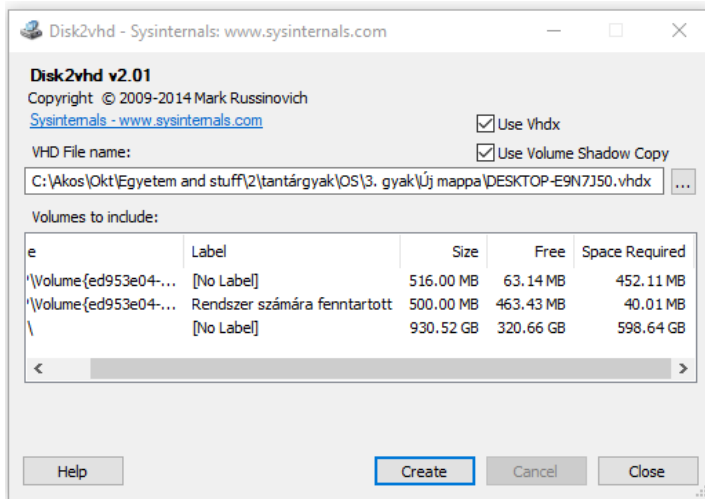 Disk2vhd - Sysinternals: www.sysinternals.com
Disk2vhd v2.01
Copyright © 2009-2014 Mark Russinovich
Sysinternals - www.sysinternals.com
Use Vhdx
VHD File name:
Use Volume Shadow Copy
C:\Akos\Okt\Egyetem and stuff\2\tantárgyak\OS\3. gyak\Új mappa\DESKTOP-E9N7J50.vhdx ...
Volumes to include:
e Label Size Free Space Required
'\Volume{ed953e04-... [No Label] 516.00 MB 63.14 MB 452.11 MB
'\Volume{ed953e04-... Rendszer számára fenntartott 500.00 MB 463.43 MB 40.01 MB
\ [No Label] 930.52 GB 320.66 GB 598.64 GB
Help Create Cancel Close